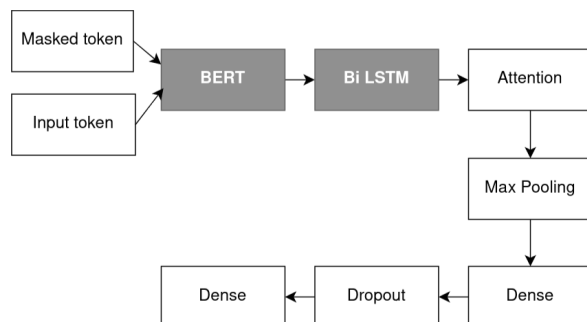 Masked token
Input token
BERT
Bi LSTM
Attention
Max Pooling
Dense
Dropout
Dense